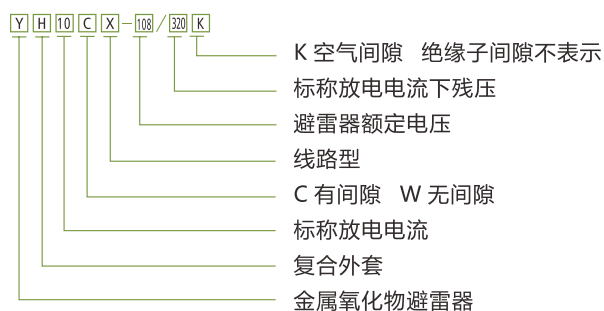 YH10CX-108/320K
K 空气间隙 绝缘子间隙不表示
标称放电电流下残压
避雷器额定电压
线路型
C 有间隙 W 无间隙
标称放电电流
复合外套
金属氧化物避雷器